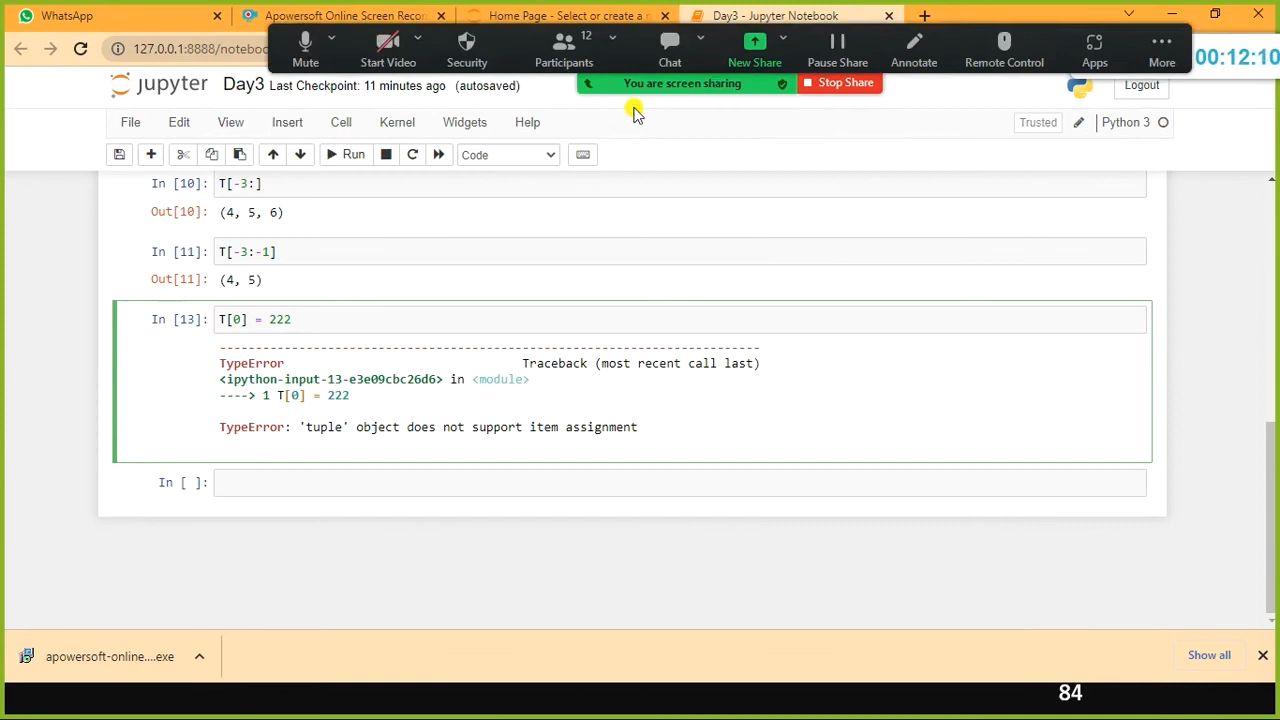 WhatsApp
Apowersoft Online Screen Recor
Home Page - Select or create a n
Day3 - Jupyter Notebook
127.0.0.1:8888/notebo
Mute
Start Video
Security
12
Participants
Chat
New Share
Pause Share
Annotate
Remote Control
Apps
More
00:12:10
You are screen sharing
Stop Share
jupyter Day3 Last Checkpoint: 11 minutes ago (autosaved)
Logout
File Edit View Insert Cell Kernel Widgets Help
Trusted
Python 3
Run
Code
In [10]: T[-3:]
Out[10]: (4, 5, 6)
In [11]: T[-3:-1]
Out[11]: (4, 5)
In [13]: T[0] = 222
---------------------------------------------------------------------------
TypeError Traceback (most recent call last)
<ipython-input-13-e3e09cbc26d6> in <module>
----> 1 T[0] = 222
TypeError: 'tuple' object does not support item assignment
In [ ]:
apowersoft-online....exe
Show all
84